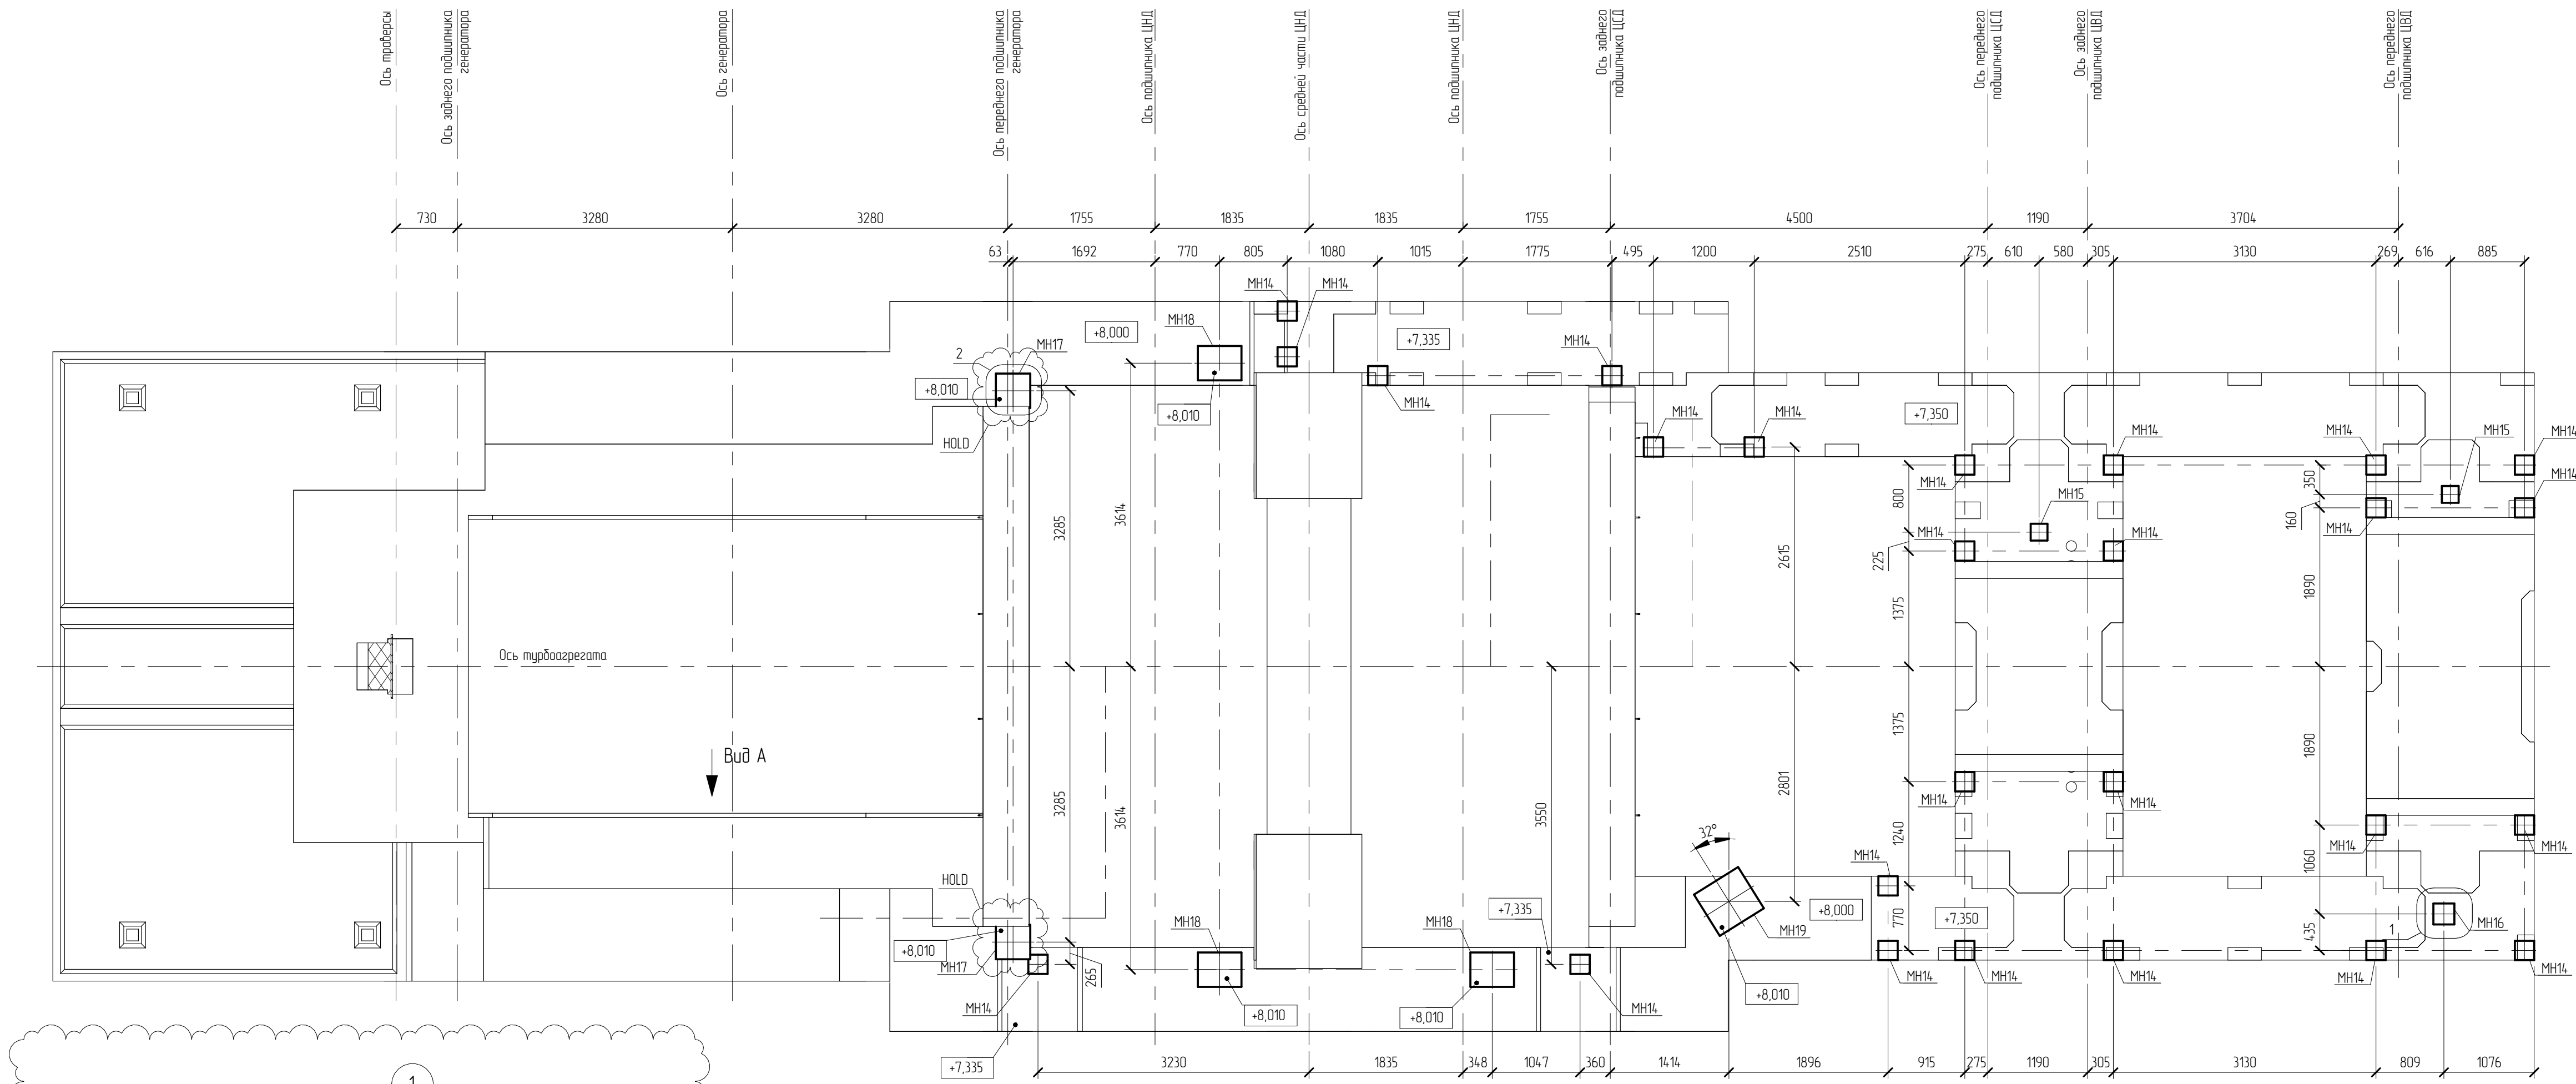 Ось траверсы
Ось заднего подшипника
генератора
Ось генератора
Ось переднего подшипника
генератора
Ось подшипника ЦНД
Ось средней части ЦНД
Ось подшипника ЦНД
Ось заднего
подшипника ЦСД
Ось переднего
подшипника ЦСД
Ось заднего
подшипника ЦВД
Ось переднего
подшипника ЦВД
730
3280
3280
1755
1835
1835
1755
4500
1190
3704
63
1692
770
805
1080
1015
1775
495
1200
2510
275
610
580
305
3130
269
616
885
МН14
МН14
МН18
+8,000
+7,335
МН14
2
МН17
+8,010
+8,010
МН14
HOLD
МН14
МН14
+7,350
МН14
МН14
МН15
МН14
МН14
МН14
МН15
350
800
МН14
МН14
МН14
160
225
3285
3614
2615
1375
1890
Ось турбоагрегата
Вид А
3285
3614
3550
2801
1375
1890
МН14
МН14
32°
1240
МН14
МН14
МН14
1060
HOLD
МН18
МН18
+7,335
+8,000
+7,350
770
435
1
МН16
МН19
+8,010
МН17
265
МН14
МН14
МН14
МН14
МН14
МН14
МН14
+8,010
+8,010
+8,010
+7,335
3230
1835
348
1047
360
1414
1896
915
275
1190
305
3130
809
1076
1